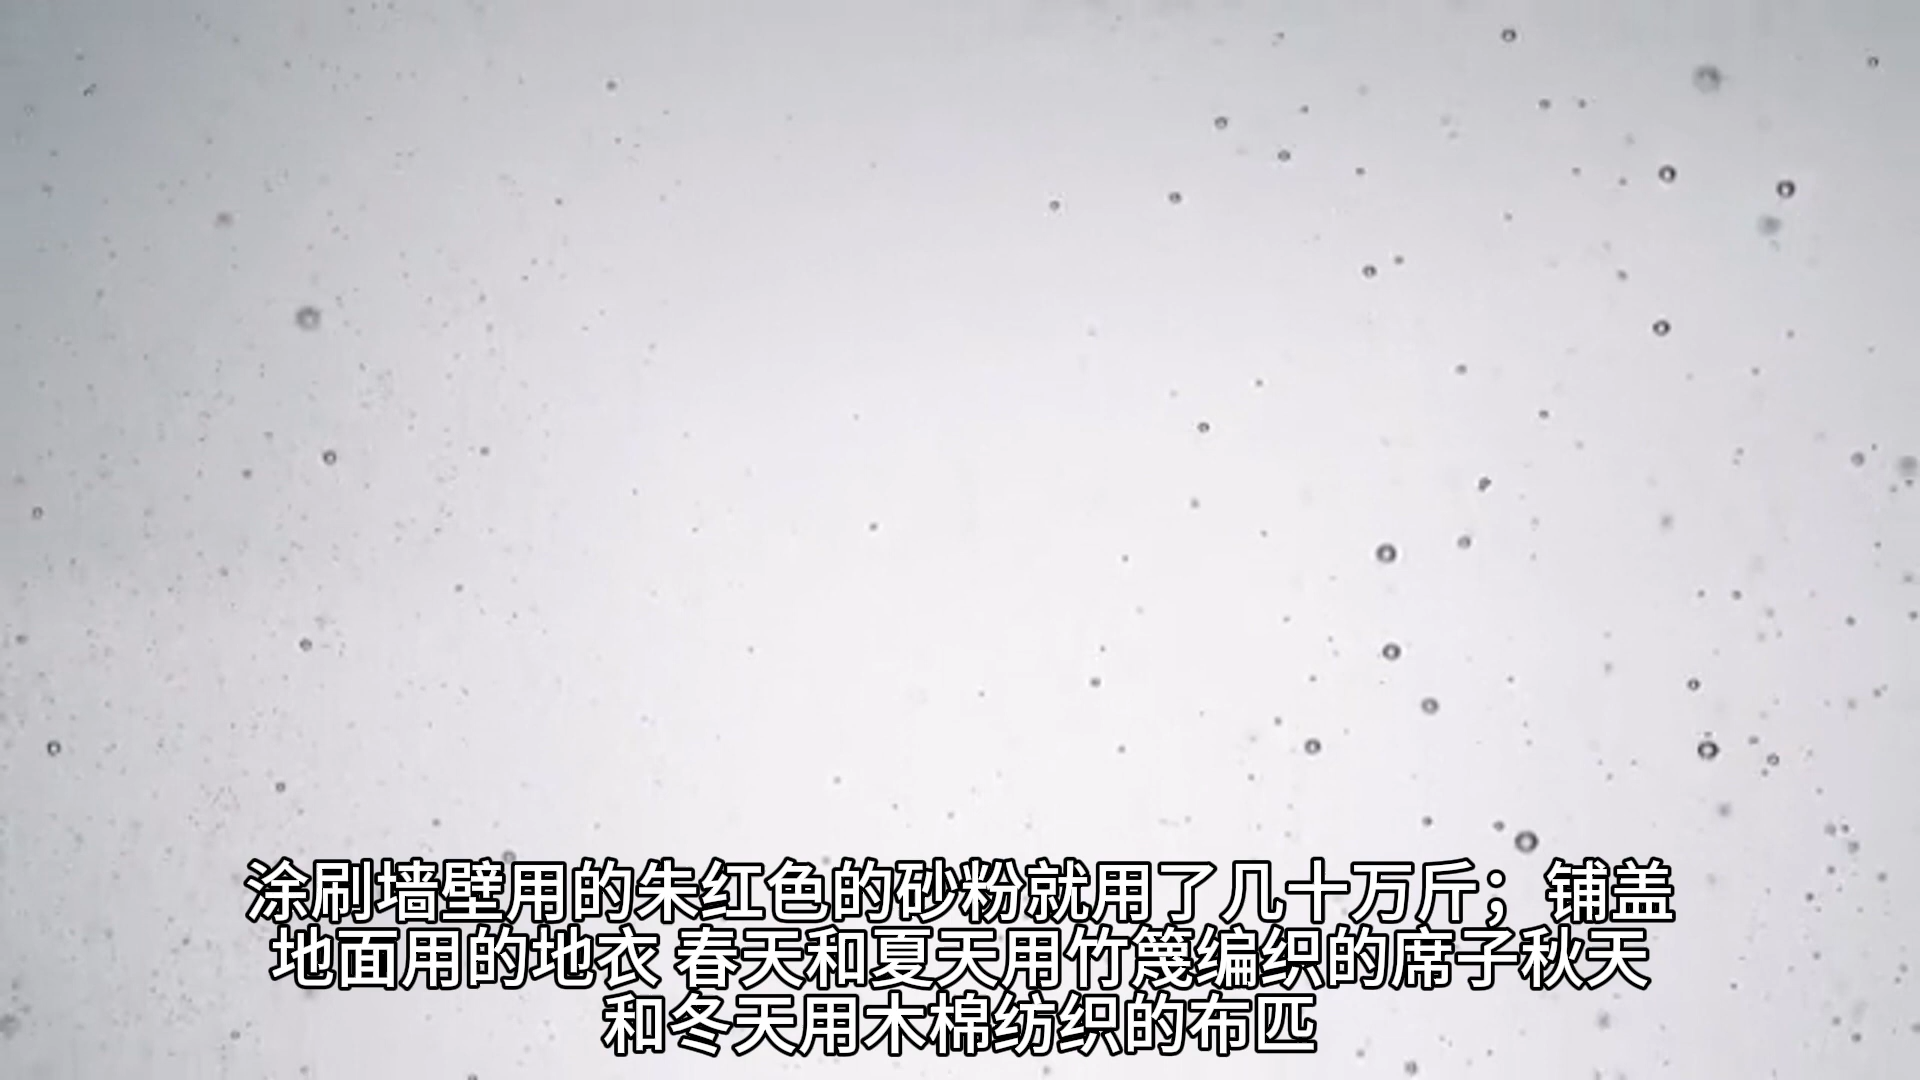 涂刷墙壁用的朱红色的砂粉就用了几十万斤；铺盖
地面用的地衣 春天和夏天用竹篾编织的席子秋天
和冬天用木棉纺织的布匹